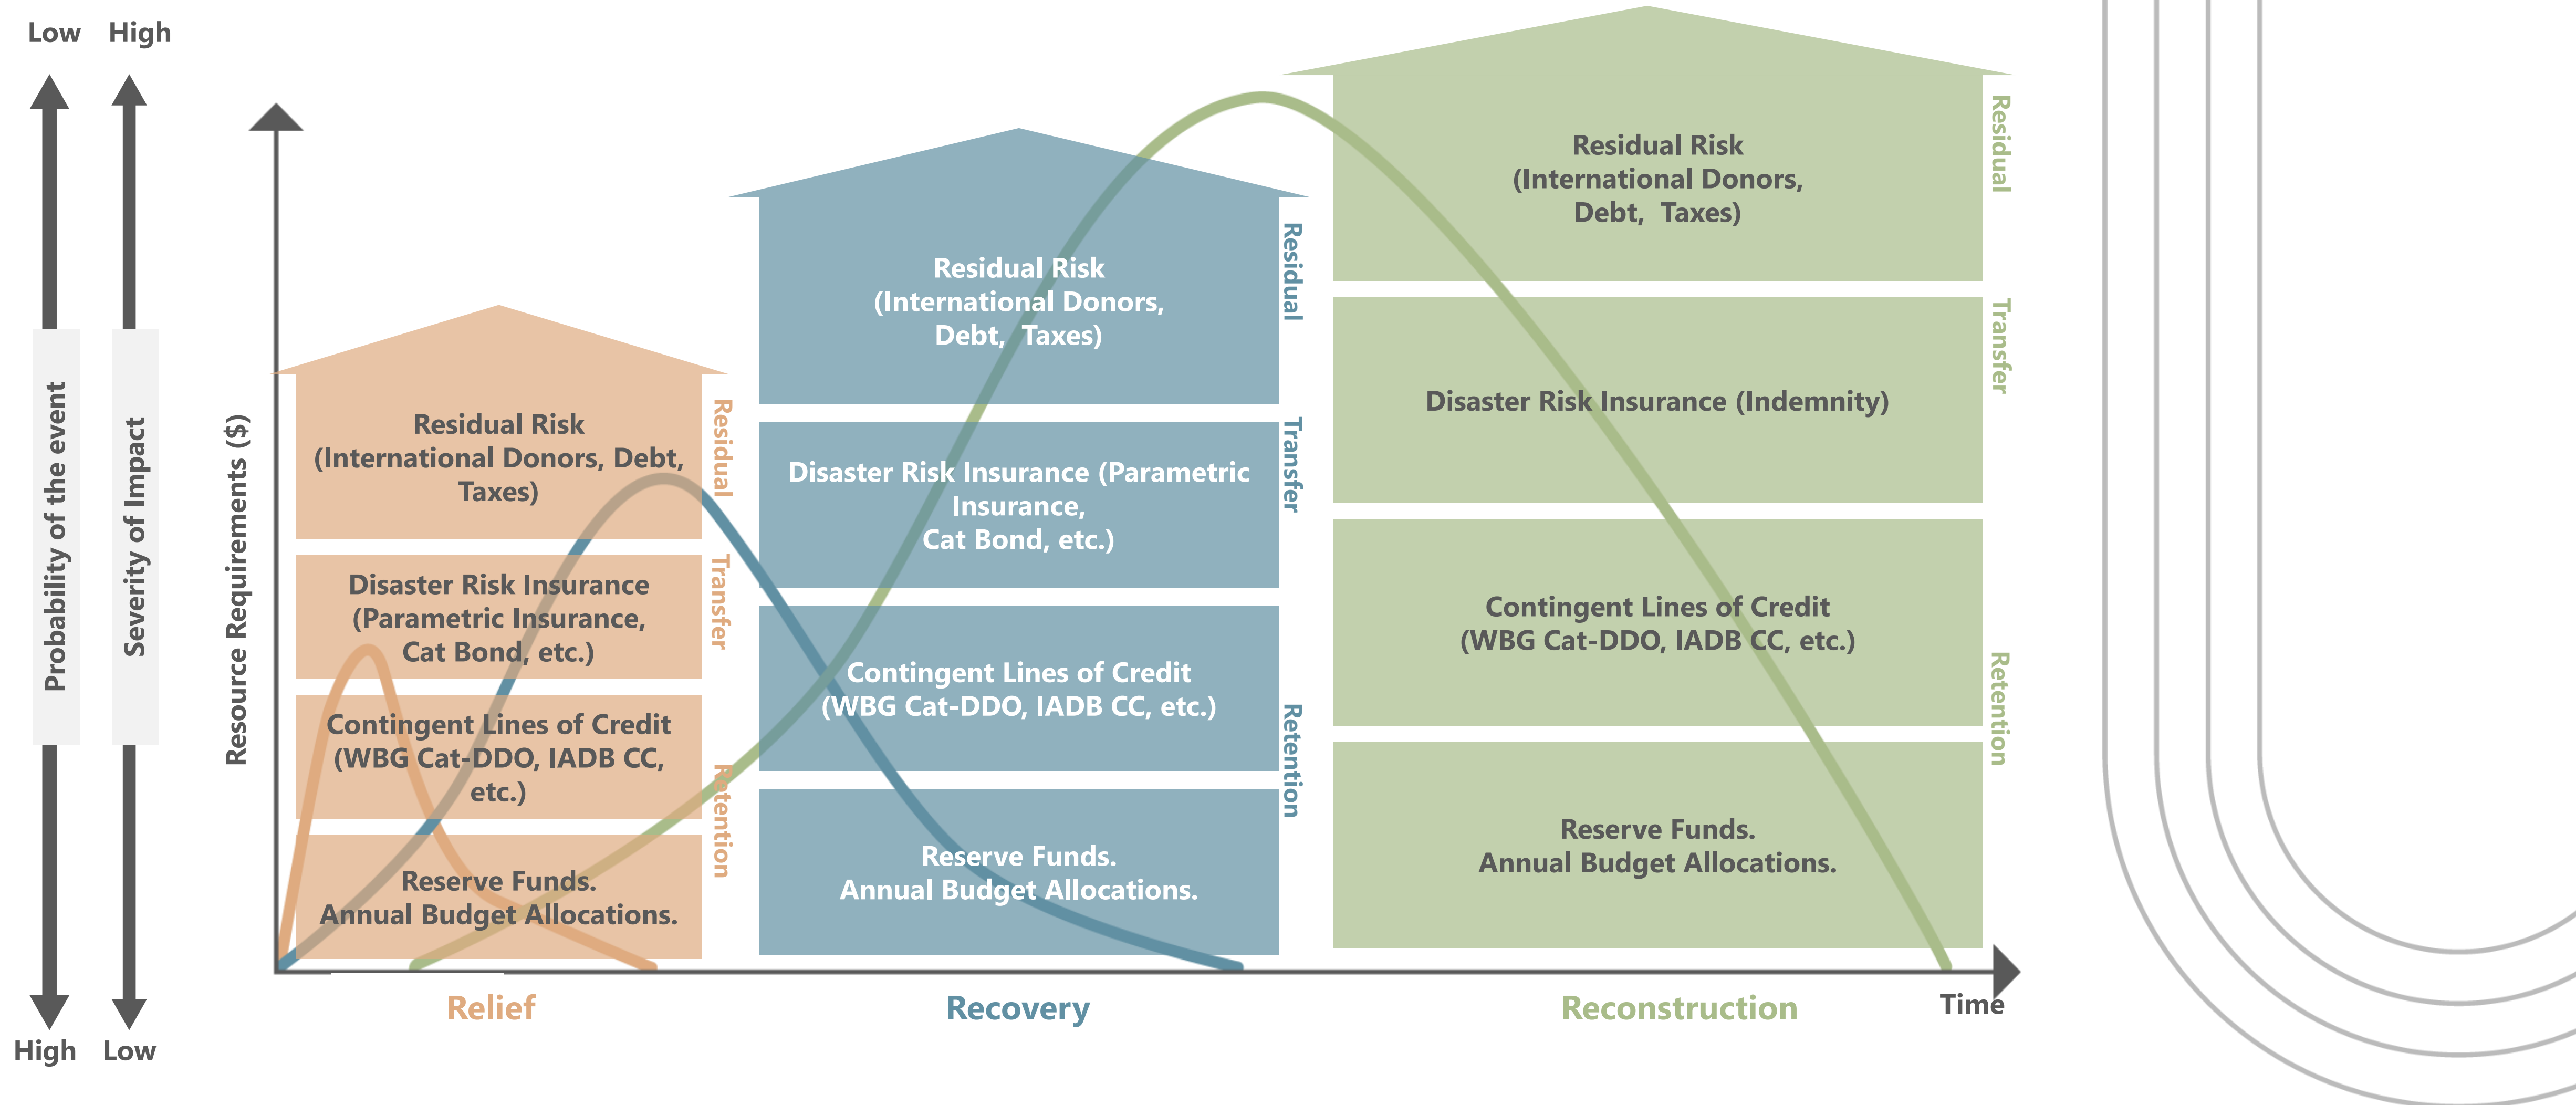 Low
High
Probability of the event
Severity of Impact
High
Low
Resource Requirements ($)
Residual Risk
(International Donors, Debt,
Taxes)
Residual
Disaster Risk Insurance
(Parametric Insurance,
Cat Bond, etc.)
Transfer
Contingent Lines of Credit
(WBG Cat-DDO, IADB CC,
etc.)
Retention
Reserve Funds.
Annual Budget Allocations.
Relief
Residual Risk
(International Donors,
Debt, Taxes)
Residual
Disaster Risk Insurance (Parametric
Insurance,
Cat Bond, etc.)
Transfer
Contingent Lines of Credit
(WBG Cat-DDO, IADB CC, etc.)
Retention
Reserve Funds.
Annual Budget Allocations.
Recovery
Residual Risk
(International Donors,
Debt, Taxes)
Residual
Disaster Risk Insurance (Indemnity)
Transfer
Contingent Lines of Credit
(WBG Cat-DDO, IADB CC, etc.)
Retention
Reserve Funds.
Annual Budget Allocations.
Reconstruction
Time